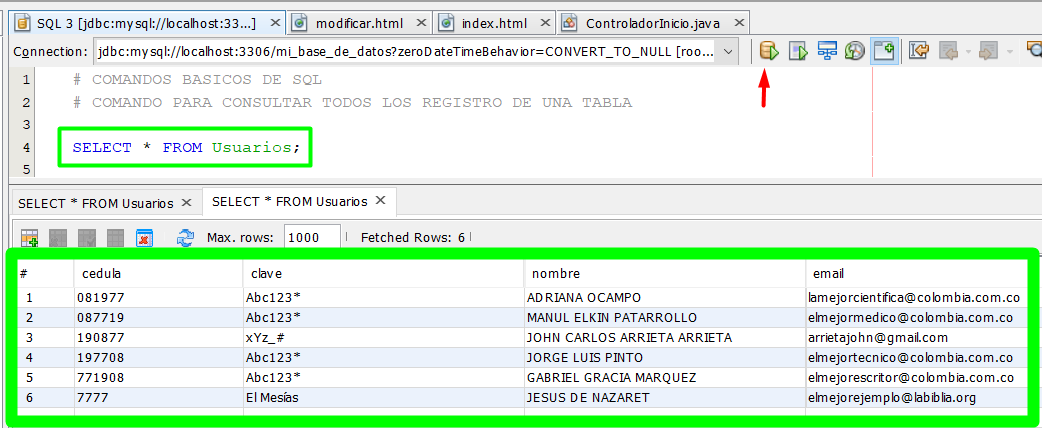 SQL 3 [jdbc:mysql://localhost:33...] modificar.html index.html ControladorInicio.java
Connection: jdbc:mysql://localhost:3306/mi_base_de_datos?zeroDateTimeBehavior=CONVERT_TO_NULL [roo...
1 # COMANDOS BASICOS DE SQL
2 # COMANDO PARA CONSULTAR TODOS LOS REGISTRO DE UNA TABLA
3
4 SELECT * FROM Usuarios;
5
SELECT * FROM Usuarios SELECT * FROM Usuarios
Max. rows: 1000 Fetched Rows: 6
# cedula clave nombre email
1 081977 Abc123* ADRIANA OCAMPO lamejorcientifica@colombia.com.co
2 087719 Abc123* MANUL ELKIN PATARROLLO elmejormedico@colombia.com.co
3 190877 xYz_# JOHN CARLOS ARRIETA ARRIETA arrietajohn@gmail.com
4 197708 Abc123* JORGE LUIS PINTO elmejortecnico@colombia.com.co
5 771908 Abc123* GABRIEL GRACIA MARQUEZ elmejorescritor@colombia.com.co
6 7777 El Mesías JESUS DE NAZARET elmejorejemplo@labiblia.org